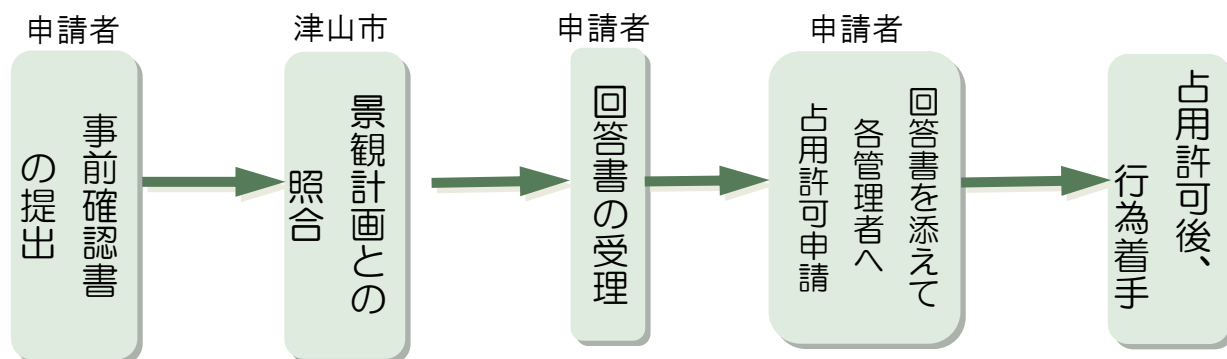 申請者
事前確認書
の提出
津山市
景観計画との
照合
申請者
回答書の受理
申請者
回答書を添えて
各管理者へ
占用許可申請
占用許可後、
行為着手